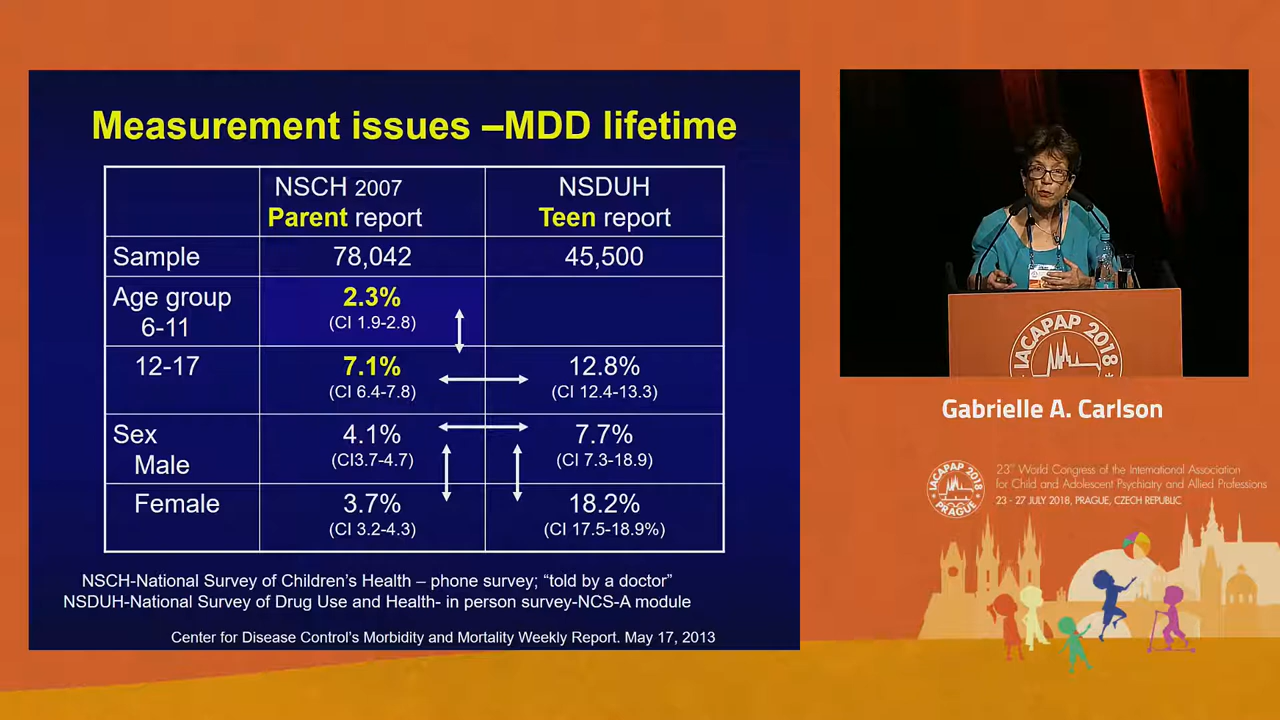 Measurement issues –MDD lifetime
NSCH 2007
Parent report
NSDUH
Teen report
Sample
78,042
45,500
Age group
6-11
2.3%
(CI 1.9-2.8)
12-17
7.1%
(CI 6.4-7.8)
12.8%
(CI 12.4-13.3)
Sex
Male
4.1%
(CI3.7-4.7)
7.7%
(CI 7.3-18.9)
Female
3.7%
(CI 3.2-4.3)
18.2%
(CI 17.5-18.9%)
NSCH-National Survey of Children's Health – phone survey; “told by a doctor”
NSDUH-National Survey of Drug Use and Health- in person survey-NCS-A module
Center for Disease Control's Morbidity and Mortality Weekly Report. May 17, 2013
IACAPAP 2018
Gabrielle A. Carlson
IACAPAP 2018
PRAGUE
23rd World Congress of the International Association
for Child and Adolescent Psychiatry and Allied Professions
23 - 27 JULY 2018, PRAGUE, CZECH REPUBLIC